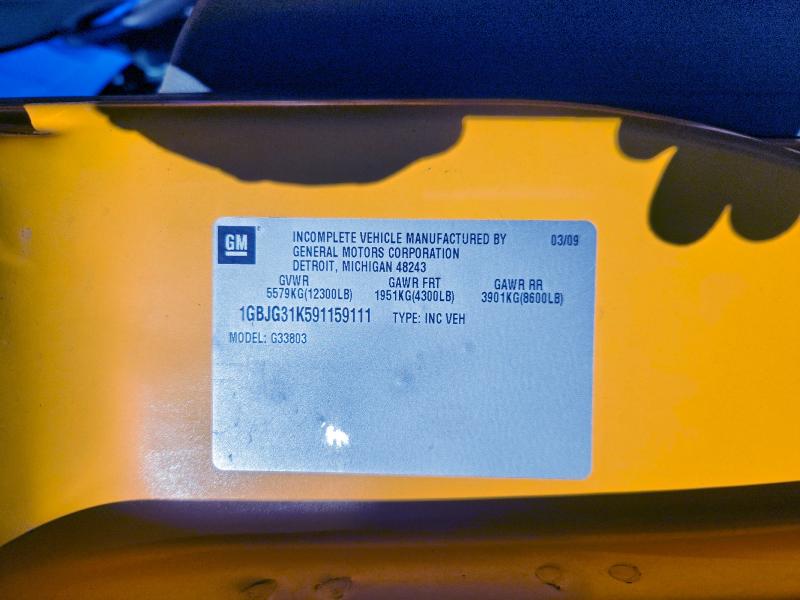 GM
INCOMPLETE VEHICLE MANUFACTURED BY 03/09
GENERAL MOTORS CORPORATION
DETROIT, MICHIGAN 48243
GVWR GAWR FRT GAWR RR
5579KG(12300LB) 1951KG(4300LB) 3901KG(8600LB)
1GBJG31K591159111 TYPE: INC VEH
MODEL: G33803